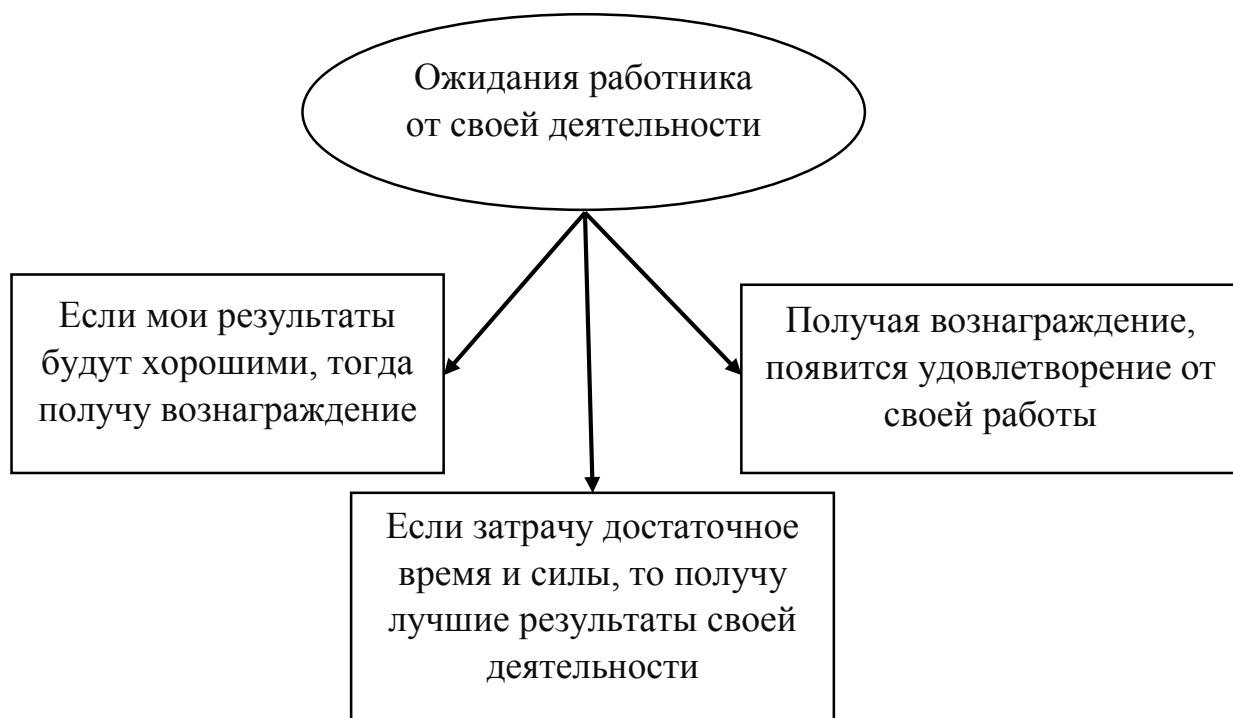 Ожидания работника
от своей деятельности
Если мои результаты
будут хорошими, тогда
получу вознаграждение
Получая вознаграждение,
появится удовлетворение от
своей работы
Если затрачу достаточное
время и силы, то получу
лучшие результаты своей
деятельности